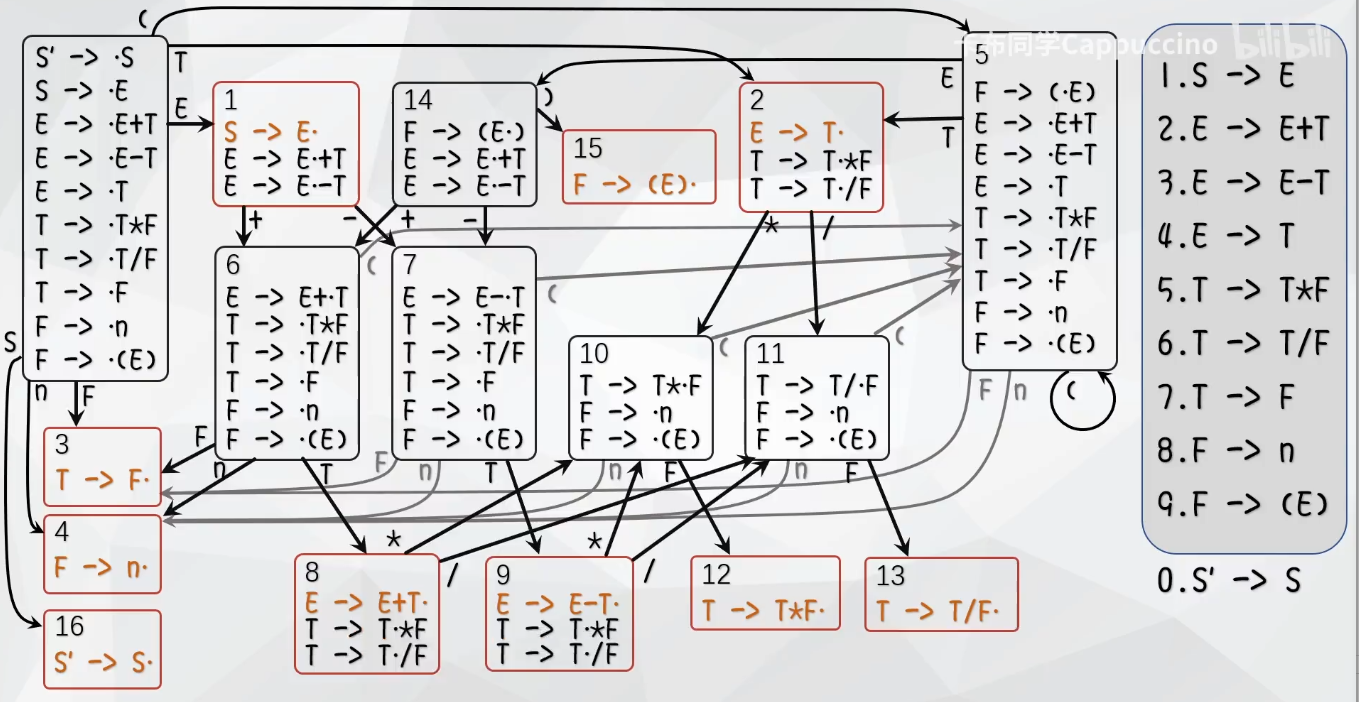 (
S' -> ·S
S -> ·E
E -> ·E+T
E -> ·E-T
E -> ·T
T -> ·T*F
T -> ·T/F
T -> ·F
F -> ·n
F -> ·(E)
T
E
S
n
F
1
S -> E·
E -> E·+T
E -> E·-T
14
F -> (E·)
E -> E·+T
E -> E·-T
)
15
F -> (E)·
2
E -> T·
T -> T·*F
T -> T·/F
同学Cappuccino
bilibili
5
F -> (·E)
E -> ·E+T
E -> ·E-T
E -> ·T
T -> ·T*F
T -> ·T/F
T -> ·F
F -> ·n
F -> ·(E)
E
T
F
n
(
+
-
+
-
*
/
6
E -> E+·T
T -> ·T*F
T -> ·T/F
T -> ·F
F -> ·n
F -> ·(E)
(
7
E -> E-·T
T -> ·T*F
T -> ·T/F
T -> ·F
F -> ·n
F -> ·(E)
(
10
T -> T*·F
F -> ·n
F -> ·(E)
(
11
T -> T/·F
F -> ·n
F -> ·(E)
(
F
n
T
F
n
T
n
F
n
F
3
T -> F·
4
F -> n·
16
S' -> S·
*
/
*
/
8
E -> E+T·
T -> T·*F
T -> T·/F
9
E -> E-T·
T -> T·*F
T -> T·/F
12
T -> T*F·
13
T -> T/F·
1.S -> E
2.E -> E+T
3.E -> E-T
4.E -> T
5.T -> T*F
6.T -> T/F
7.T -> F
8.F -> n
9.F -> (E)
0.S' -> S